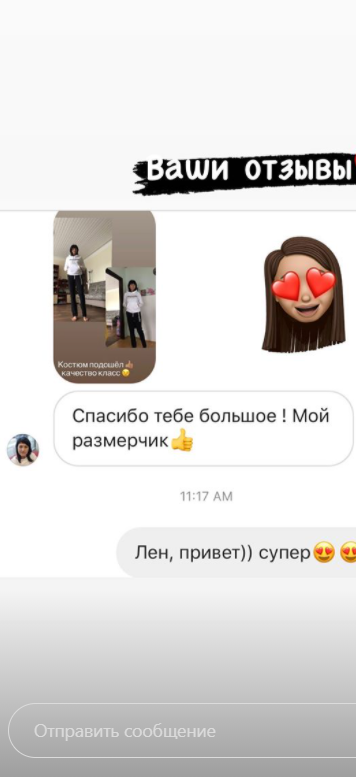 Ваши отзывы
Костюм подошёл👍🏼
качество класс😉
Спасибо тебе большое ! Мой
размерчик👍
11:17 AM
Лен, привет)) супер😍😍
Отправить сообщение